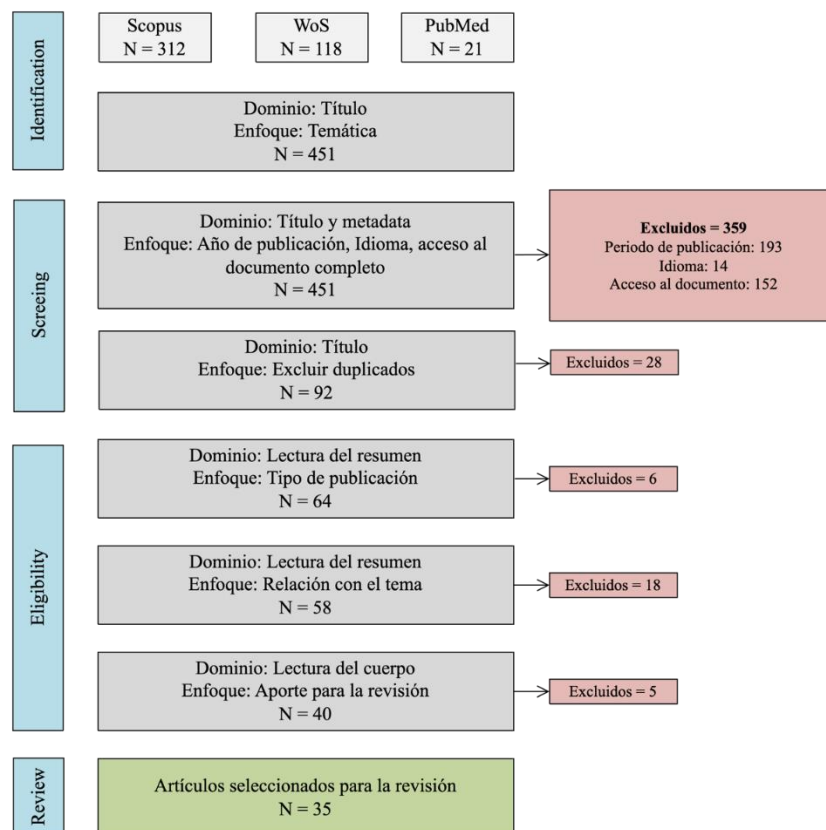 Identification
Scopus
N = 312
WoS
N = 118
PubMed
N = 21
Dominio: Título
Enfoque: Temática
N = 451
Screeing
Dominio: Título y metadata
Enfoque: Año de publicación, Idioma, acceso al
documento completo
N = 451
Excluidos = 359
Periodo de publicación: 193
Idioma: 14
Acceso al documento: 152
Dominio: Título
Enfoque: Excluir duplicados
N = 92
Excluidos = 28
Eligibility
Dominio: Lectura del resumen
Enfoque: Tipo de publicación
N = 64
Excluidos = 6
Dominio: Lectura del resumen
Enfoque: Relación con el tema
N = 58
Excluidos = 18
Dominio: Lectura del cuerpo
Enfoque: Aporte para la revisión
N = 40
Excluidos = 5
Review
Artículos seleccionados para la revisión
N = 35